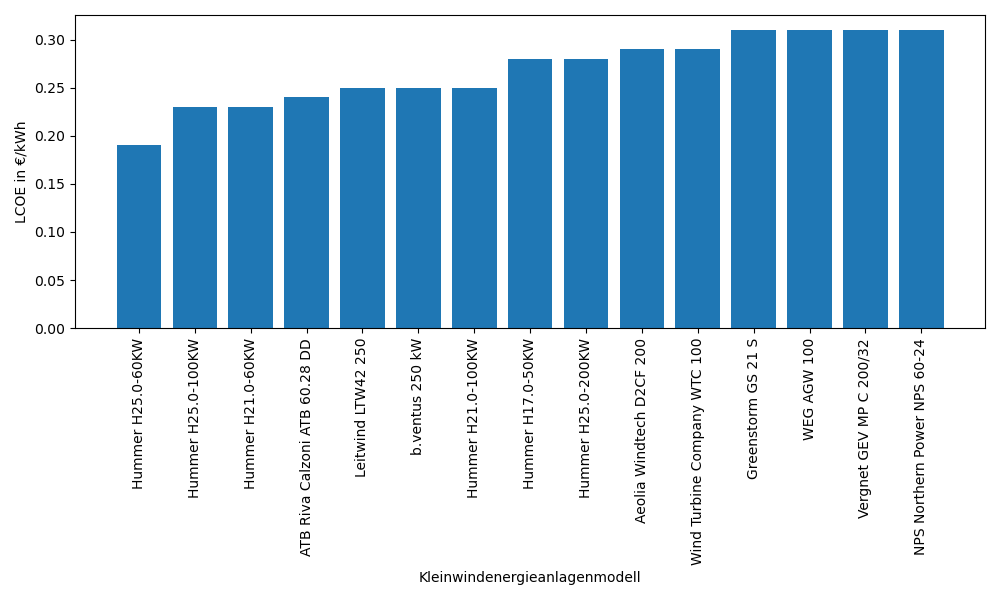 LCOE in €/kWh
0.30
0.25
0.20
0.15
0.10
0.05
0.00
Hummer H25.0-60KW
Hummer H25.0-100KW
Hummer H21.0-60KW
ATB Riva Calzoni ATB 60.28 DD
Leitwind LTW42 250
b.ventus 250 kW
Hummer H21.0-100KW
Hummer H17.0-50KW
Hummer H25.0-200KW
Aeolia Windtech D2CF 200
Wind Turbine Company WTC 100
Greenstorm GS 21 S
WEG AGW 100
Vergnet GEV MP C 200/32
NPS Northern Power NPS 60-24
Kleinwindenergieanlagenmodell